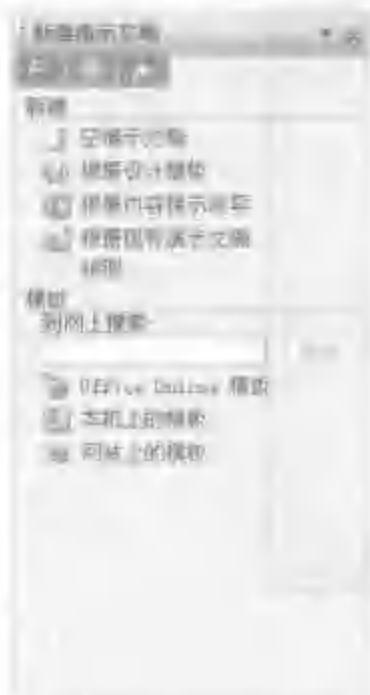 新建演示文稿
新建
空演示文稿
根据设计模板
根据内容提示向导
根据现有演示文稿
新建
模板
到网上搜索:
Office Online 模板
本机上的模板
网站上的模板